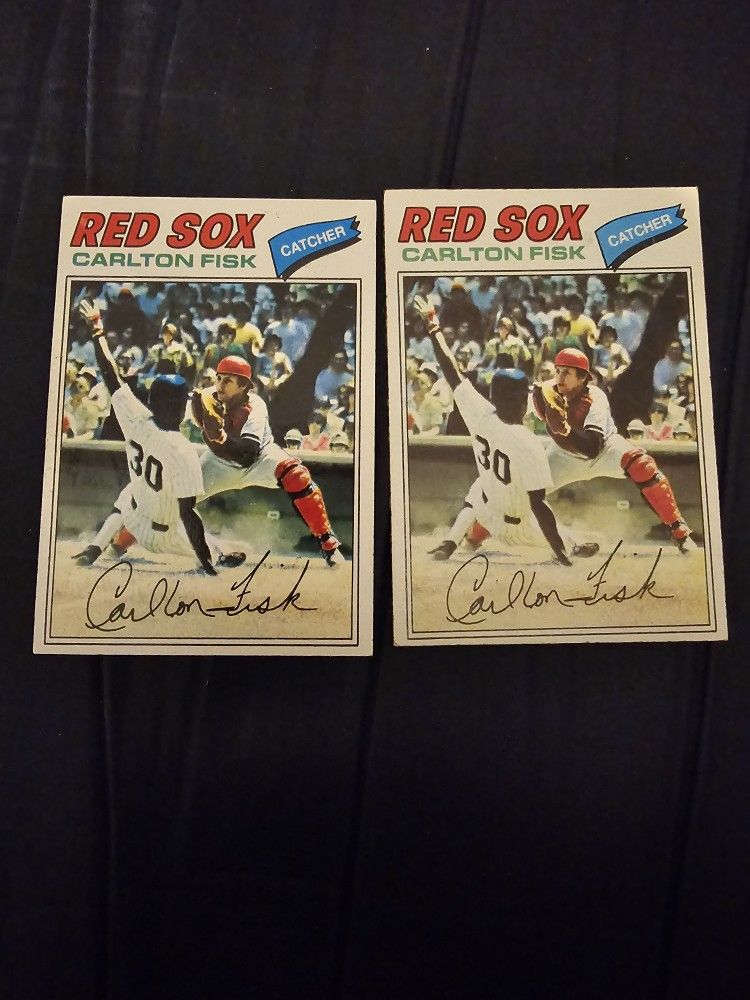 RED SOX
CARLTON FISK
CATCHER
30
Carlton Fisk
RED SOX
CARLTON FISK
CATCHER
30
Carlton Fisk